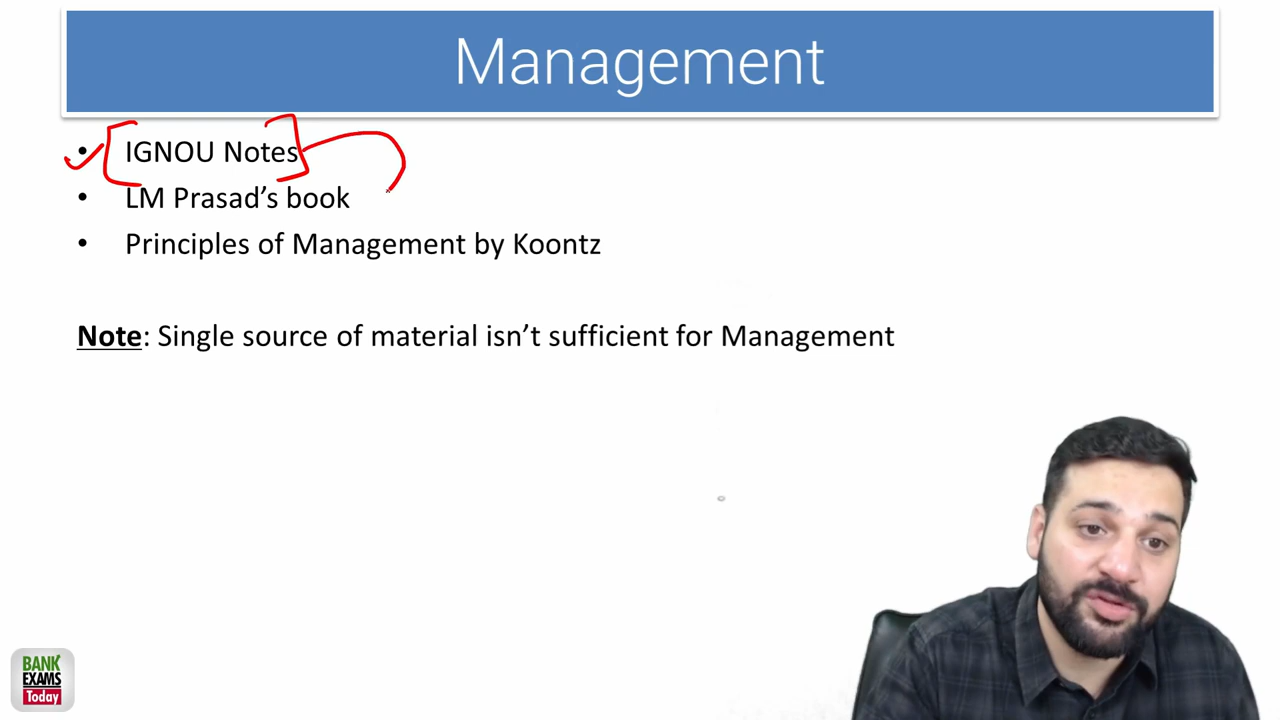 Management
• IGNOU Notes
• LM Prasad’s book
• Principles of Management by Koontz
Note: Single source of material isn’t sufficient for Management
BANK
EXAMS
Today